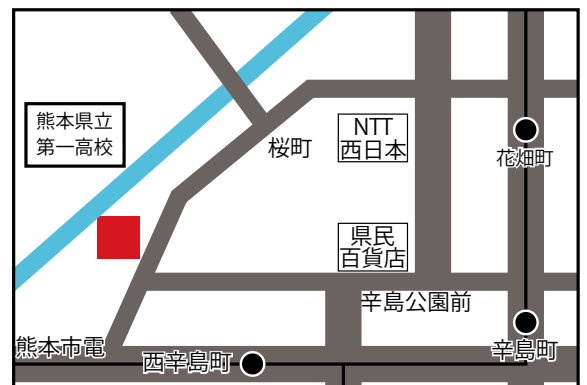 熊本県立
第一高校
桜町
NTT
西日本
花畑町
県民
百貨店
辛島公園前
熊本市電
西辛島町
辛島町